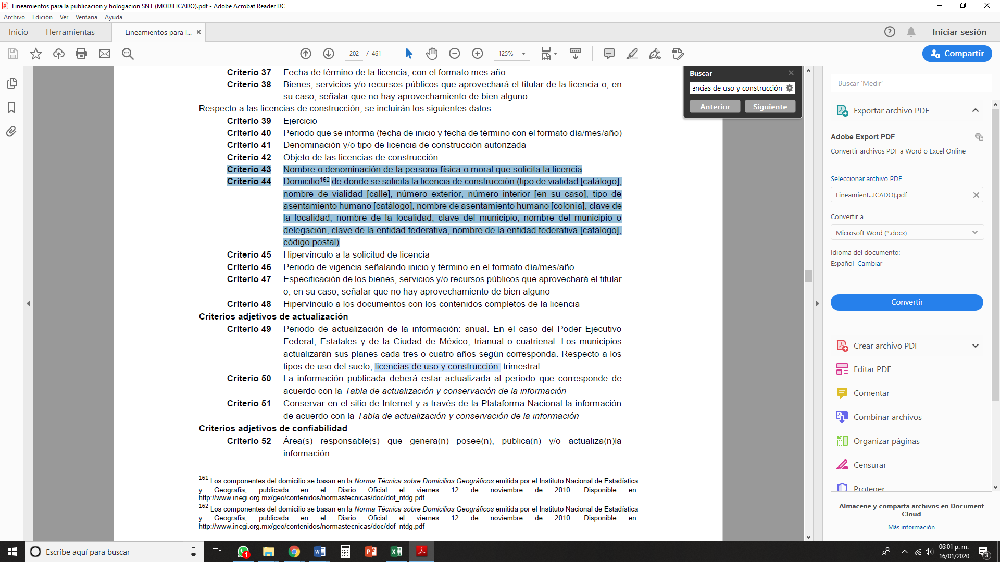 Lineamientos para la publicacion y hologacion SNT (MODIFICADO).pdf - Adobe Acrobat Reader DC
Archivo Edición Ver Ventana Ayuda
Inicio Herramientas Lineamientos para l... Iniciar sesión
202 / 461 125% Compartir
Criterio 37 Fecha de término de la licencia, con el formato mes año
Criterio 38 Bienes, servicios y/o recursos públicos que aprovechará el titular de la licencia o, en
su caso, señalar que no hay aprovechamiento de bien alguno
Respecto a las licencias de construcción, se incluirán los siguientes datos:
Criterio 39 Ejercicio
Criterio 40 Periodo que se informa (fecha de inicio y fecha de término con el formato día/mes/año)
Criterio 41 Denominación y/o tipo de licencia de construcción autorizada
Criterio 42 Objeto de las licencias de construcción
Criterio 43 Nombre o denominación de la persona física o moral que solicita la licencia
Criterio 44 Domicilio162 de donde se solicita la licencia de construcción (tipo de vialidad [catálogo],
nombre de vialidad [calle], número exterior, número interior [en su caso], tipo de
asentamiento humano [catálogo], nombre de asentamiento humano [colonia], clave de
la localidad, nombre de la localidad, clave del municipio, nombre del municipio o
delegación, clave de la entidad federativa, nombre de la entidad federativa [catálogo],
código postal)
Criterio 45 Hipervínculo a la solicitud de licencia
Criterio 46 Periodo de vigencia señalando inicio y término en el formato día/mes/año)
Criterio 47 Especificación de los bienes, servicios y/o recursos públicos que aprovechará el titular
o, en su caso, señalar que no hay aprovechamiento de bien alguno
Criterio 48 Hipervínculo a los documentos con los contenidos completos de la licencia
Criterios adjetivos de actualización
Criterio 49 Periodo de actualización de la información: anual. En el caso del Poder Ejecutivo
Federal, Estatales y de la Ciudad de México, trianual o cuatrienal. Los municipios
actualizarán sus planes cada tres o cuatro años según corresponda. Respecto a los
tipos de uso del suelo, licencias de uso y construcción: trimestral
Criterio 50 La información publicada deberá estar actualizada al periodo que corresponde de
acuerdo con la Tabla de actualización y conservación de la información
Criterio 51 Conservar en el sitio de Internet y a través de la Plataforma Nacional la información
de acuerdo con la Tabla de actualización y conservación de la información
Criterios adjetivos de confiabilidad
Criterio 52 Área(s) responsable(s) que genera(n) posee(n), publica(n) y/o actualiza(n)la
información
161 Los componentes del domicilio se basan en la Norma Técnica sobre Domicilios Geográficos emitida por el Instituto Nacional de Estadística
y Geografía, publicada en el Diario Oficial el viernes 12 de noviembre de 2010. Disponible en:
http://www.inegi.org.mx/geo/contenidos/normastecnicas/doc/dof_ntdg.pdf
162 Los componentes del domicilio se basan en la Norma Técnica sobre Domicilios Geográficos emitida por el Instituto Nacional de Estadística
y Geografía, publicada en el Diario Oficial el viernes 12 de noviembre de 2010. Disponible en:
http://www.inegi.org.mx/geo/contenidos/normastecnicas/doc/dof_ntdg.pdf
Buscar
encias de uso y construcción
Anterior Siguiente
Buscar 'Medir'
Exportar archivo PDF
Adobe Export PDF
Convertir archivos PDF a Word o Excel Online
Seleccionar archivo PDF
Lineamient...ICADO).pdf
Convertir a
Microsoft Word (*.docx)
Idioma del documento:
Español Cambiar
Convertir
Crear archivo PDF
Editar PDF
Comentar
Combinar archivos
Organizar páginas
Censurar
Proteger
Almacene y comparta archivos en Document
Cloud
Más información
Escribe aquí para buscar
1
06:01 p. m.
16/01/2020
3